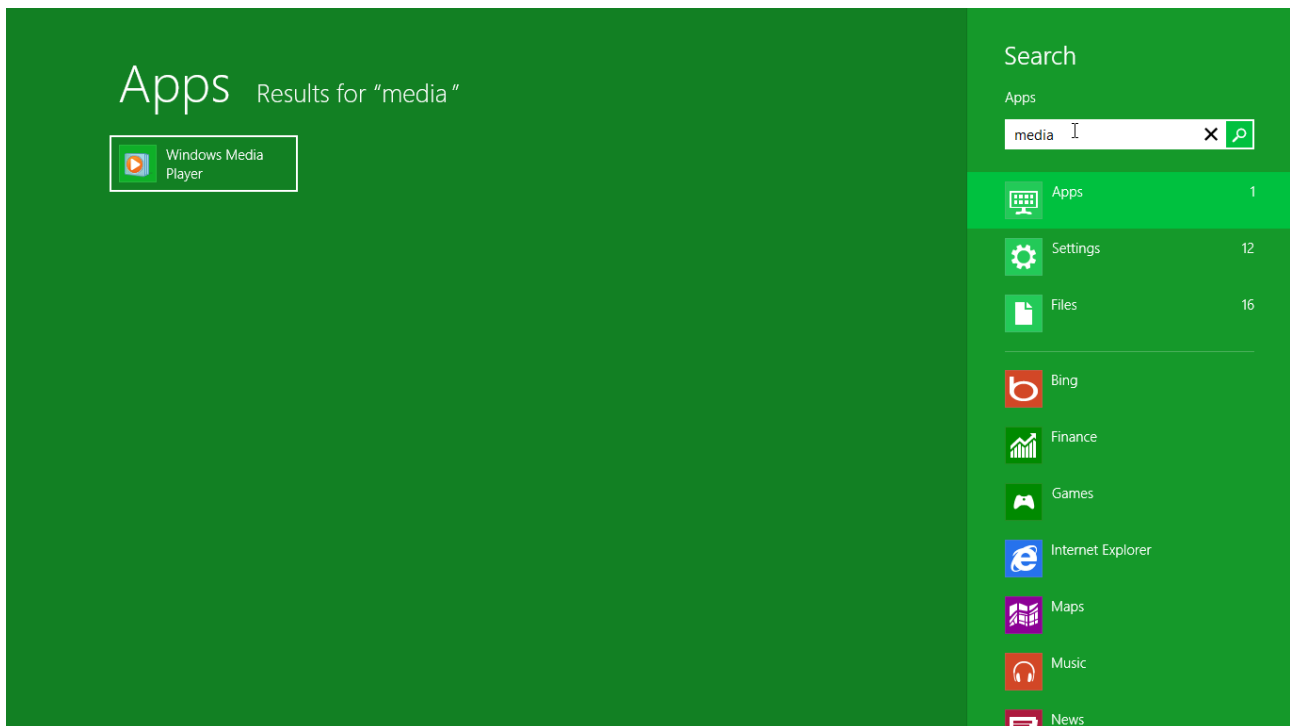 Apps Results for “media ”
Windows Media
Player
Search
Apps
media
Apps 1
Settings 12
Files 16
Bing
Finance
Games
Internet Explorer
Maps
Music
News